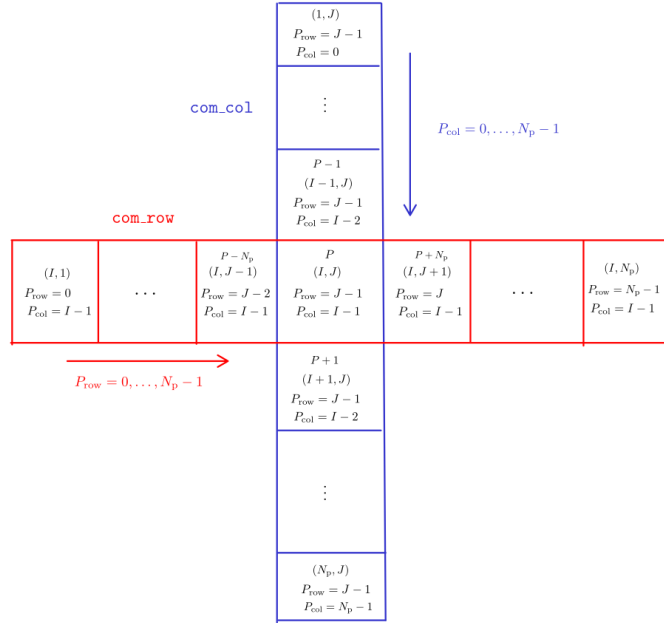 (1, J)
P_row = J − 1
P_col = 0
com_col
⋮
P_col = 0, . . . , N_p − 1
P − 1
(I − 1, J)
P_row = J − 1
P_col = I − 2
com_row
(I, 1)
P_row = 0
P_col = I − 1
· · ·
P − N_p
(I, J − 1)
P_row = J − 2
P_col = I − 1
P
(I, J)
P_row = J − 1
P_col = I − 1
P + N_p
(I, J + 1)
P_row = J
P_col = I − 1
· · ·
(I, N_p)
P_row = N_p − 1
P_col = I − 1
P_row = 0, . . . , N_p − 1
P + 1
(I + 1, J)
P_row = J − 1
P_col = I − 2
⋮
(N_p, J)
P_row = J − 1
P_col = N_p − 1